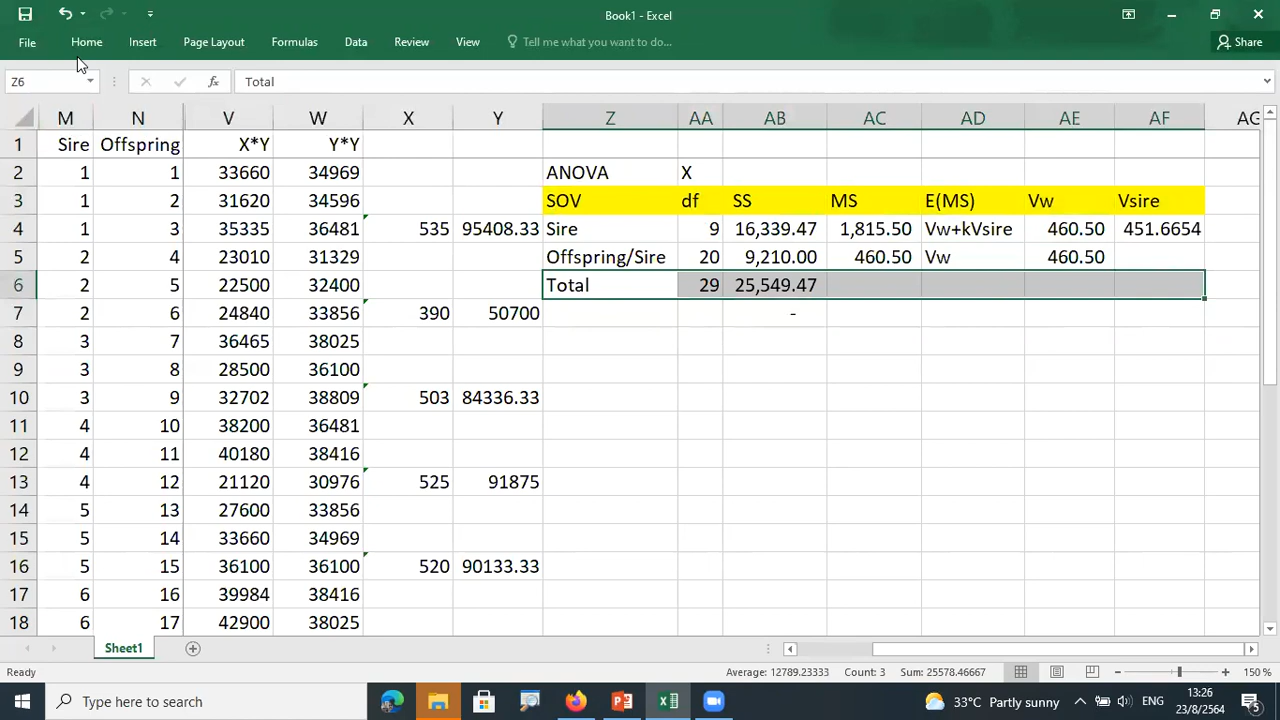 Book1 - Excel
File Home Insert Page Layout Formulas Data Review View Tell me what you want to do... Share
Z6 fx Total
M N V W X Y Z AA AB AC AD AE AF AG
1 Sire Offspring X*Y Y*Y
2 1 1 33660 34969 ANOVA X
3 1 2 31620 34596 SOV df SS MS E(MS) Vw Vsire
4 1 3 35335 36481 535 95408.33 Sire 9 16,339.47 1,815.50 Vw+kVsire 460.50 451.6654
5 2 4 23010 31329 Offspring/Sire 20 9,210.00 460.50 Vw 460.50
6 2 5 22500 32400 Total 29 25,549.47
7 2 6 24840 33856 390 50700 -
8 3 7 36465 38025
9 3 8 28500 36100
10 3 9 32702 38809 503 84336.33
11 4 10 38200 36481
12 4 11 40180 38416
13 4 12 21120 30976 525 91875
14 5 13 27600 33856
15 5 14 33660 34969
16 5 15 36100 36100 520 90133.33
17 6 16 39984 38416
18 6 17 42900 38025
Sheet1
Ready Average: 12789.23333 Count: 3 Sum: 25578.46667 150 %
Type here to search 33°C Partly sunny ENG 13:26
23/8/2564 5